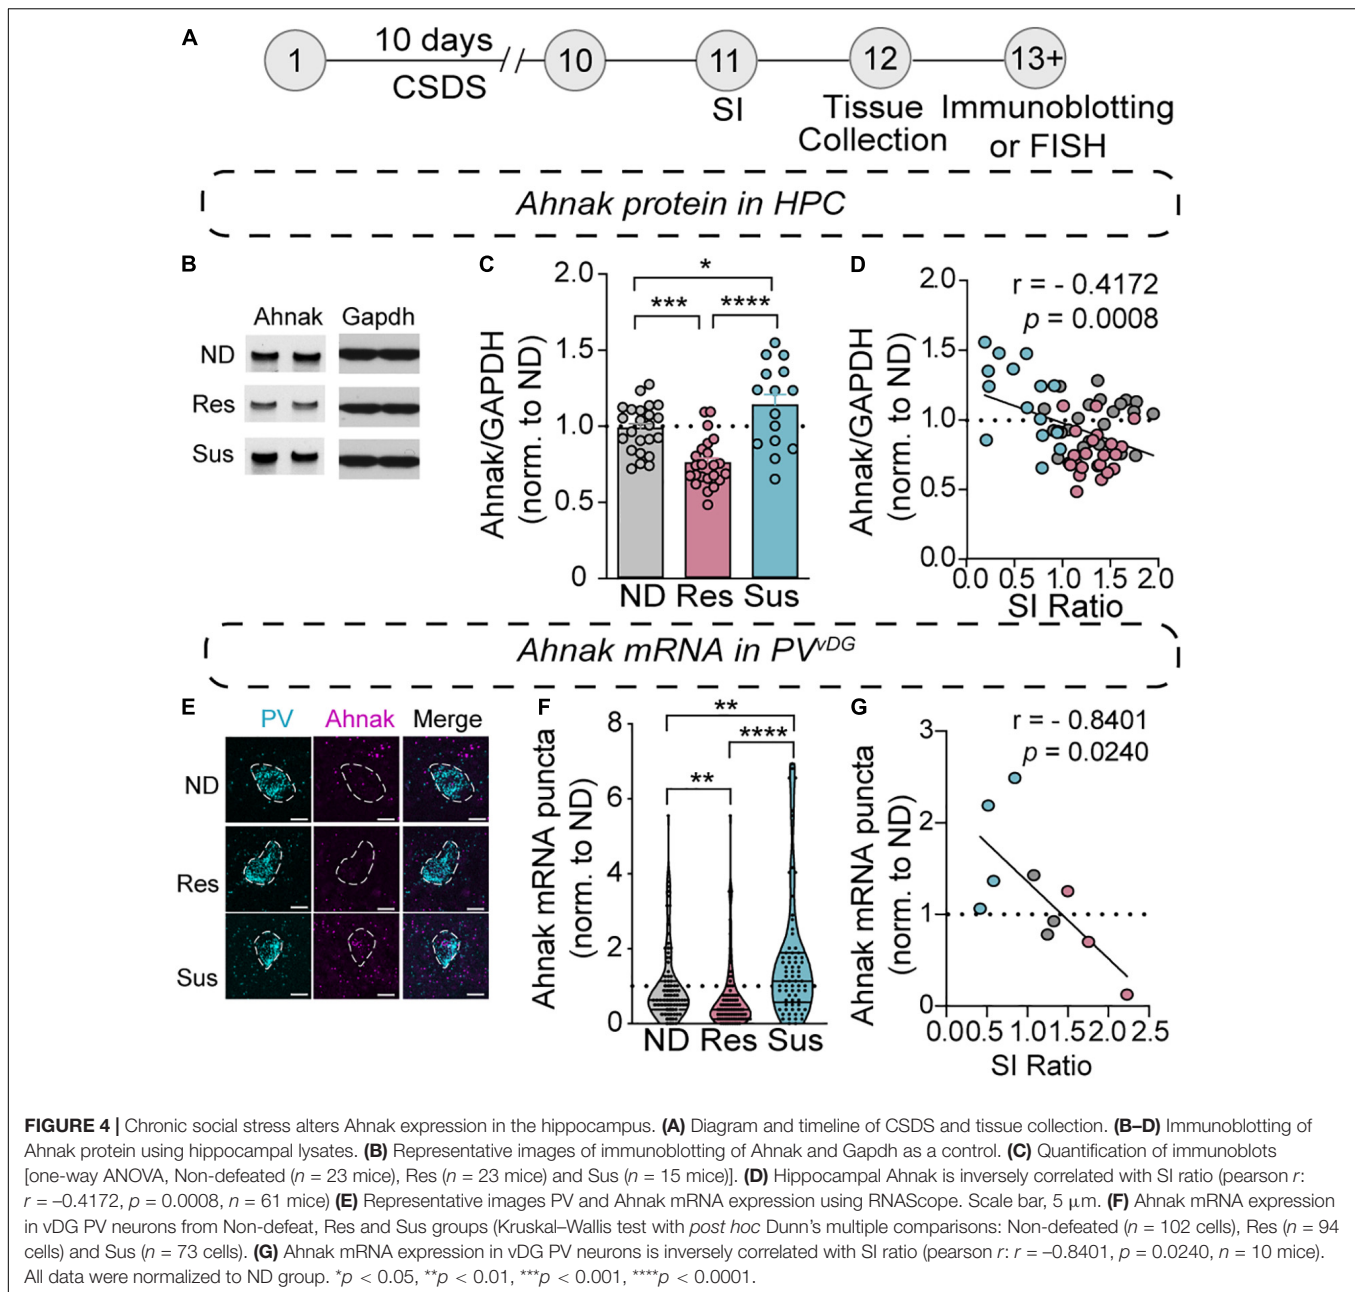 A
1
10 days
CSDS
10
11
SI
12
Tissue
Collection
13+
Immunoblotting
or FISH
Ahnak protein in HPC
B
Ahnak Gapdh
ND
Res
Sus
C
Ahnak/GAPDH
(norm. to ND)
2.0
1.5
1.0
0.5
0
*
*** ****
ND Res Sus
D
Ahnak/GAPDH
(norm. to ND)
2.0
1.5
1.0
0.5
0.0
r = - 0.4172
p = 0.0008
0.0 0.5 1.0 1.5 2.0
SI Ratio
Ahnak mRNA in PVvDG
E
PV Ahnak Merge
ND
Res
Sus
F
Ahnak mRNA puncta
(norm. to ND)
8
6
4
2
0
**
****
**
ND Res Sus
G
Ahnak mRNA puncta
(norm. to ND)
3
2
1
0
r = - 0.8401
p = 0.0240
0.0 0.5 1.0 1.5 2.0 2.5
SI Ratio
FIGURE 4 | Chronic social stress alters Ahnak expression in the hippocampus. (A) Diagram and timeline of CSDS and tissue collection. (B–D) Immunoblotting of
Ahnak protein using hippocampal lysates. (B) Representative images of immunoblotting of Ahnak and Gapdh as a control. (C) Quantification of immunoblots
[one-way ANOVA, Non-defeated (n = 23 mice), Res (n = 23 mice) and Sus (n = 15 mice)]. (D) Hippocampal Ahnak is inversely correlated with SI ratio (pearson r:
r = –0.4172, p = 0.0008, n = 61 mice) (E) Representative images PV and Ahnak mRNA expression using RNAScope. Scale bar, 5 μm. (F) Ahnak mRNA expression
in vDG PV neurons from Non-defeat, Res and Sus groups (Kruskal–Wallis test with post hoc Dunn's multiple comparisons: Non-defeated (n = 102 cells), Res (n = 94
cells) and Sus (n = 73 cells). (G) Ahnak mRNA expression in vDG PV neurons is inversely correlated with SI ratio (pearson r: r = –0.8401, p = 0.0240, n = 10 mice).
All data were normalized to ND group. *p < 0.05, **p < 0.01, ***p < 0.001, ****p < 0.0001.